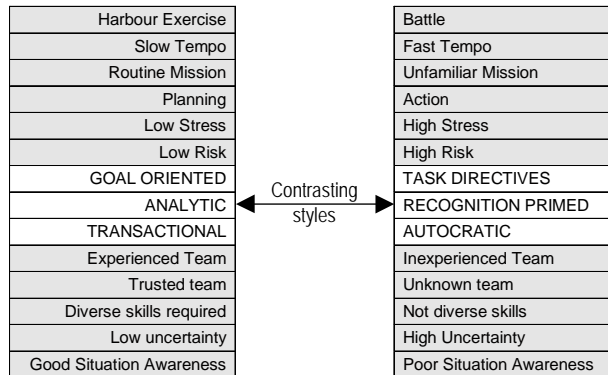 Harbour Exercise
Slow Tempo
Routine Mission
Planning
Low Stress
Low Risk
GOAL ORIENTED
ANALYTIC
TRANSACTIONAL
Experienced Team
Trusted team
Diverse skills required
Low uncertainty
Good Situation Awareness
Contrasting
styles
Battle
Fast Tempo
Unfamiliar Mission
Action
High Stress
High Risk
TASK DIRECTIVES
RECOGNITION PRIMED
AUTOCRATIC
Inexperienced Team
Unknown team
Not diverse skills
High Uncertainty
Poor Situation Awareness